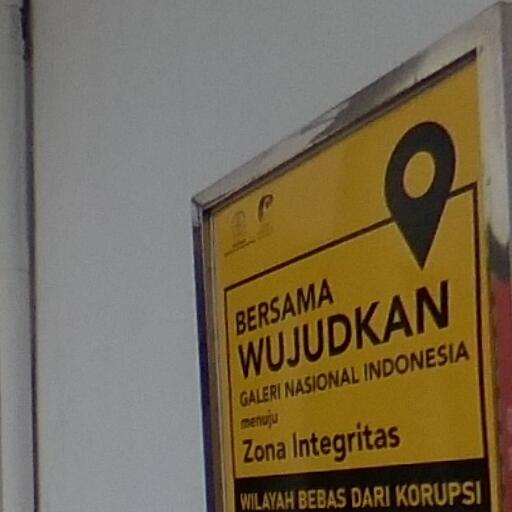 BERSAMA
WUJUDKAN
GALERI NASIONAL INDONESIA
menuju
Zona Integritas
WILAYAH BEBAS DARI KORUPSI